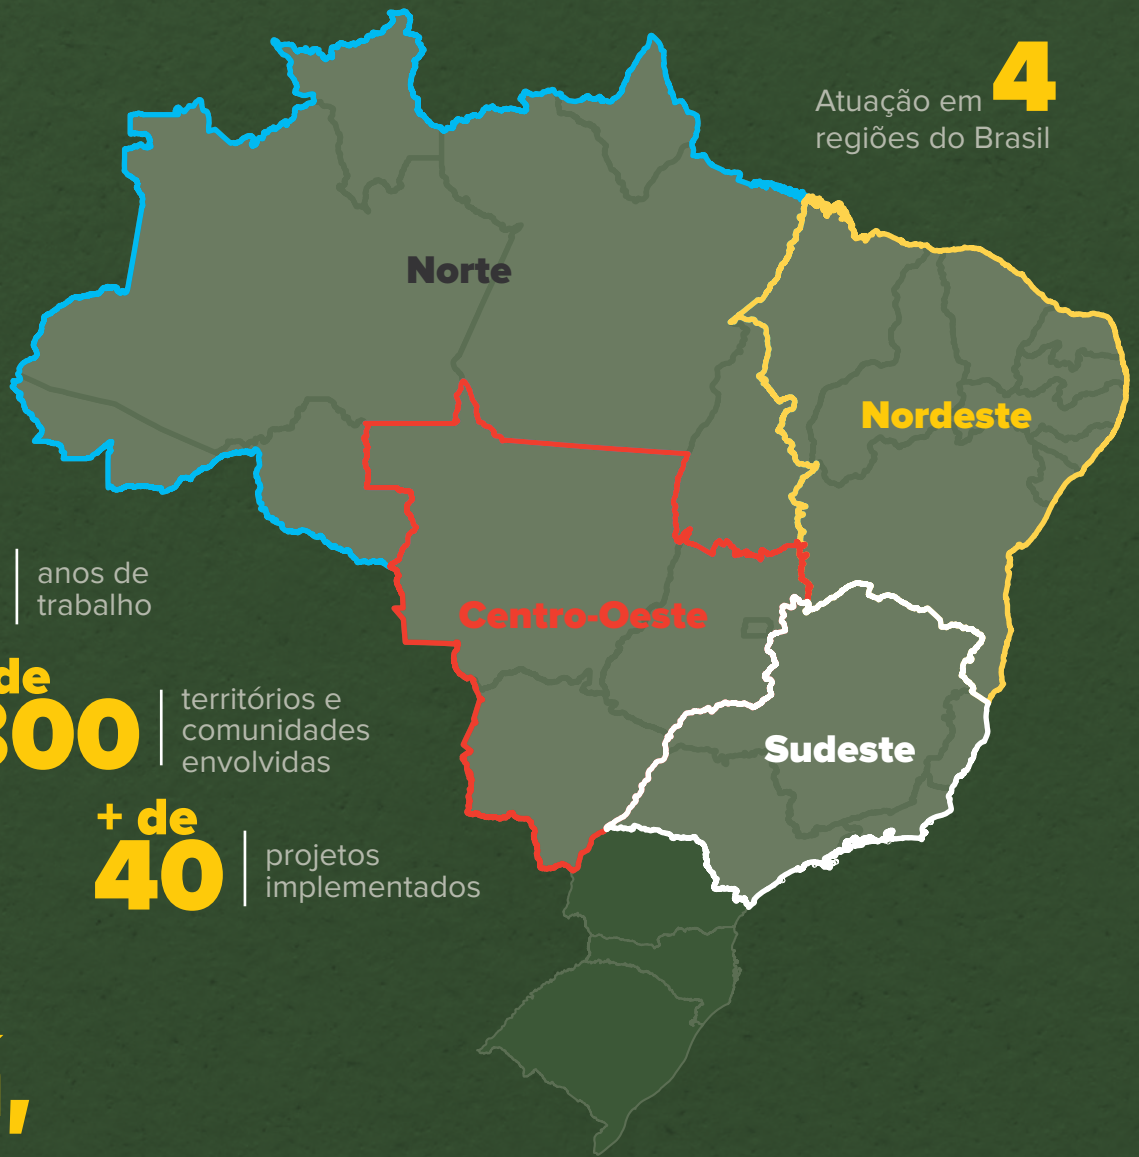 Atuação em 4
regiões do Brasil
Norte
Nordeste
Centro-Oeste
Sudeste
anos de
trabalho
de
300
territórios e
comunidades
envolvidas
+ de
40
projetos
implementados